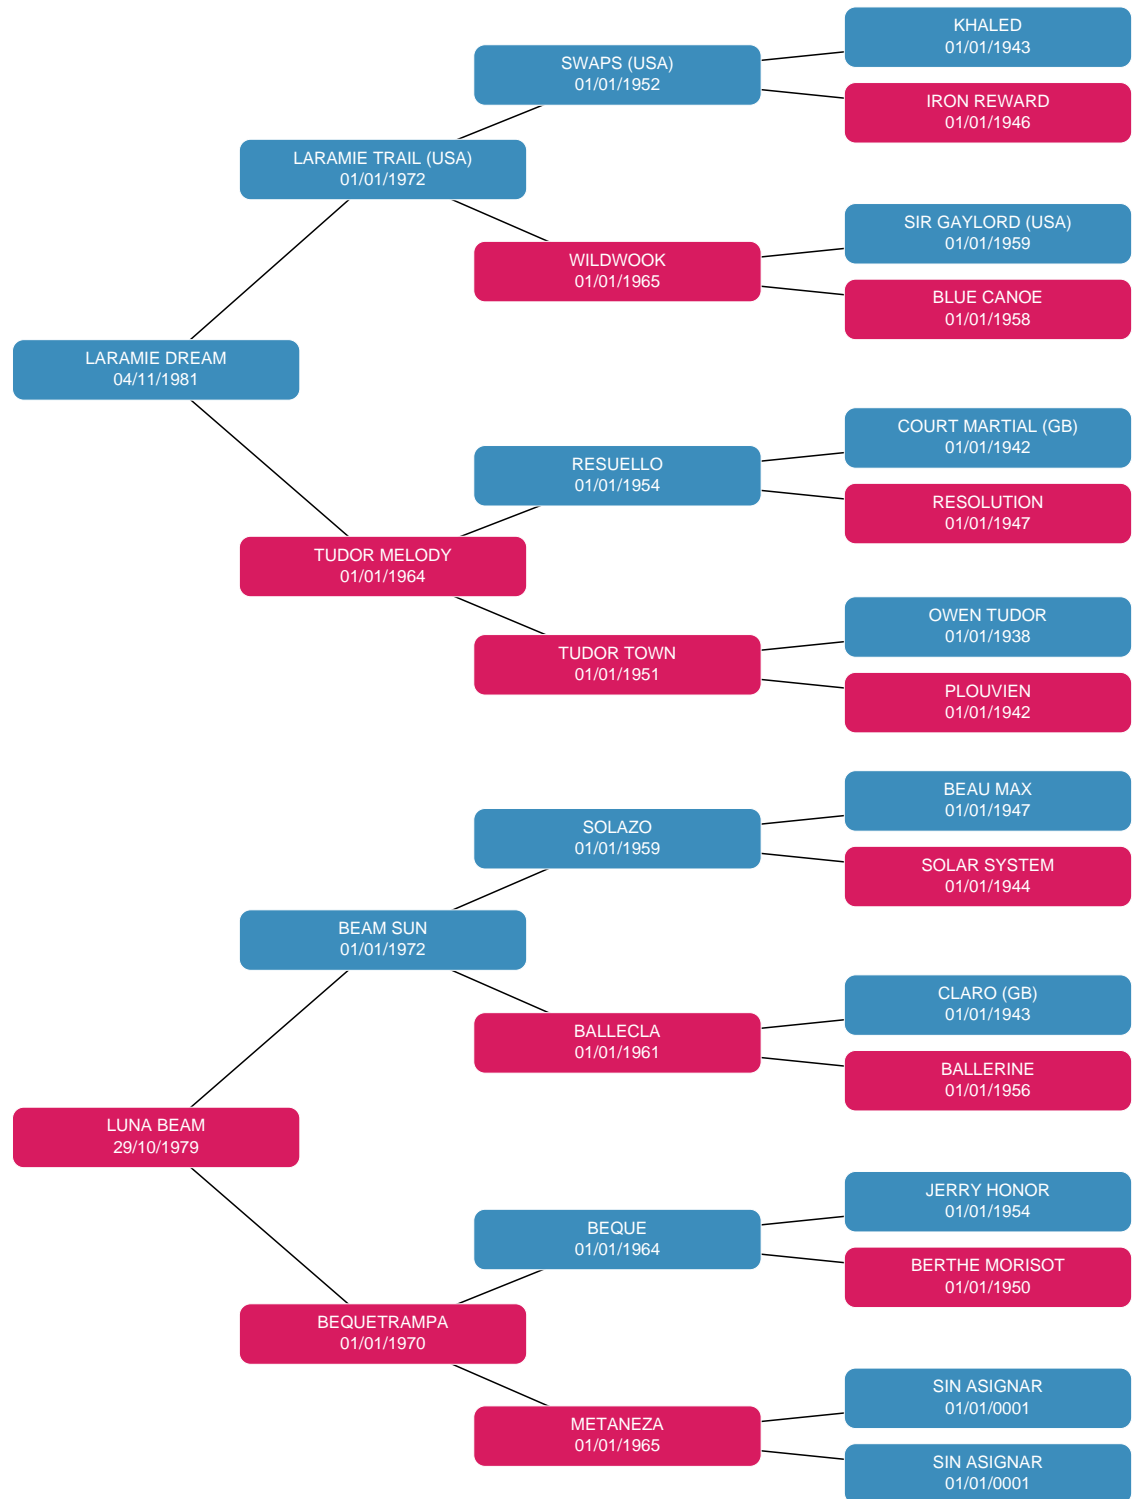 KHALED
01/01/1943
SWAPS (USA)
01/01/1952
IRON REWARD
01/01/1946
LARAMIE TRAIL (USA)
01/01/1972
SIR GAYLORD (USA)
01/01/1959
WILDWOOK
01/01/1965
BLUE CANOE
01/01/1958
LARAMIE DREAM
04/11/1981
COURT MARTIAL (GB)
01/01/1942
RESUELLO
01/01/1954
RESOLUTION
01/01/1947
TUDOR MELODY
01/01/1964
OWEN TUDOR
01/01/1938
TUDOR TOWN
01/01/1951
PLOUVIEN
01/01/1942
BEAU MAX
01/01/1947
SOLAZO
01/01/1959
SOLAR SYSTEM
01/01/1944
BEAM SUN
01/01/1972
CLARO (GB)
01/01/1943
BALLECLA
01/01/1961
BALLERINE
01/01/1956
LUNA BEAM
29/10/1979
JERRY HONOR
01/01/1954
BEQUE
01/01/1964
BERTHE MORISOT
01/01/1950
BEQUETRAMPA
01/01/1970
SIN ASIGNAR
01/01/0001
METANEZA
01/01/1965
SIN ASIGNAR
01/01/0001